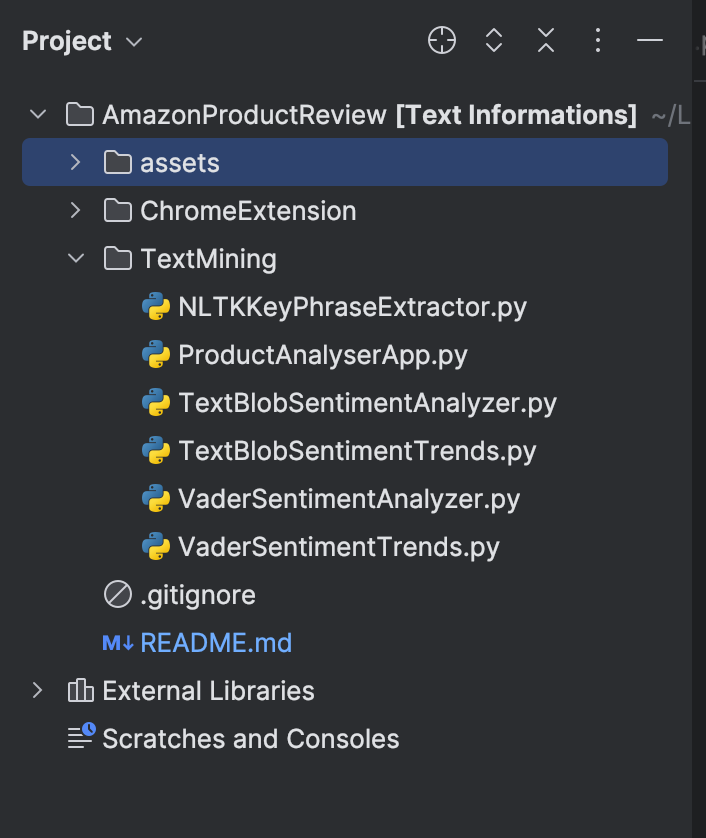 Project
AmazonProductReview [Text Informations] ~/L
assets
ChromeExtension
TextMining
NLTKKeyPhraseExtractor.py
ProductAnalyserApp.py
TextBlobSentimentAnalyzer.py
TextBlobSentimentTrends.py
VaderSentimentAnalyzer.py
VaderSentimentTrends.py
.gitignore
M↓ README.md
External Libraries
Scratches and Consoles